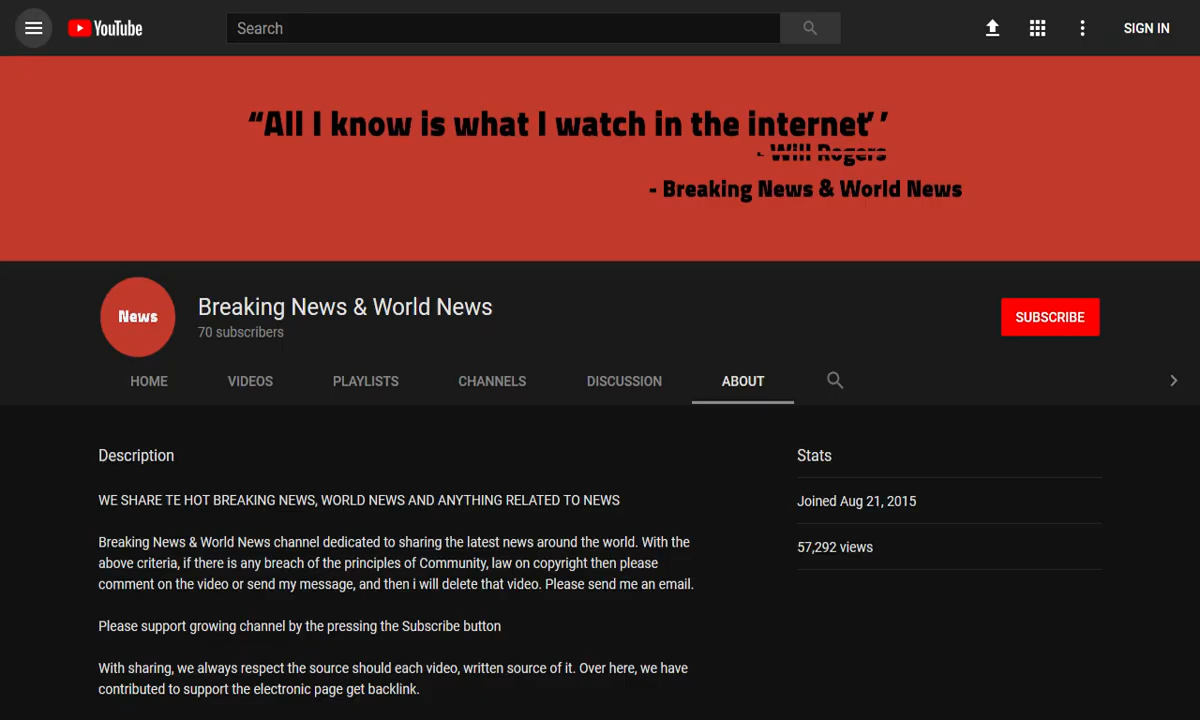 YouTube
Search
SIGN IN
“All I know is what I watch in the internet’’
- Will Rogers
- Breaking News & World News
News
Breaking News & World News
70 subscribers
SUBSCRIBE
HOME VIDEOS PLAYLISTS CHANNELS DISCUSSION ABOUT
Description
WE SHARE TE HOT BREAKING NEWS, WORLD NEWS AND ANYTHING RELATED TO NEWS
Breaking News & World News channel dedicated to sharing the latest news around the world. With the
above criteria, if there is any breach of the principles of Community, law on copyright then please
comment on the video or send my message, and then i will delete that video. Please send me an email.
Please support growing channel by the pressing the Subscribe button
With sharing, we always respect the source should each video, written source of it. Over here, we have
contributed to support the electronic page get backlink.
Stats
Joined Aug 21, 2015
57,292 views